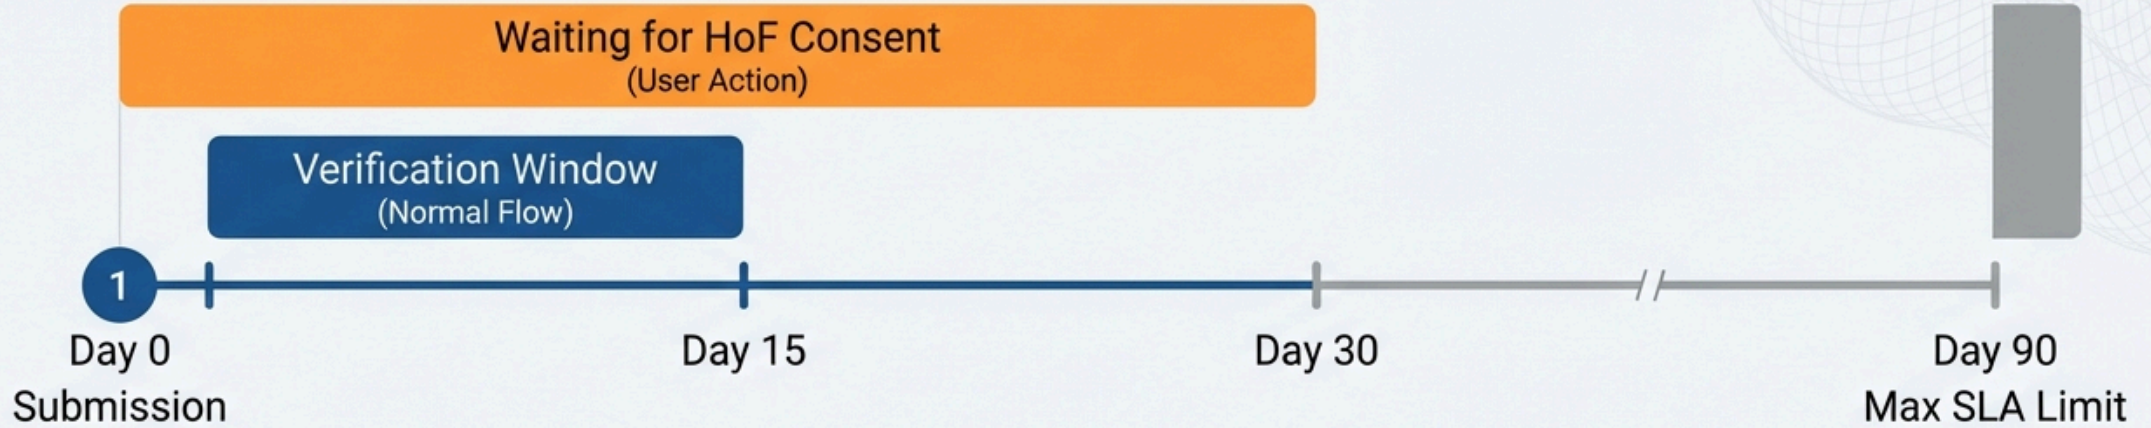 Waiting for HoF Consent
(User Action)
Verification Window
(Normal Flow)
1
Day 0
Submission
Day 15
Day 30
Day 90
Max SLA Limit